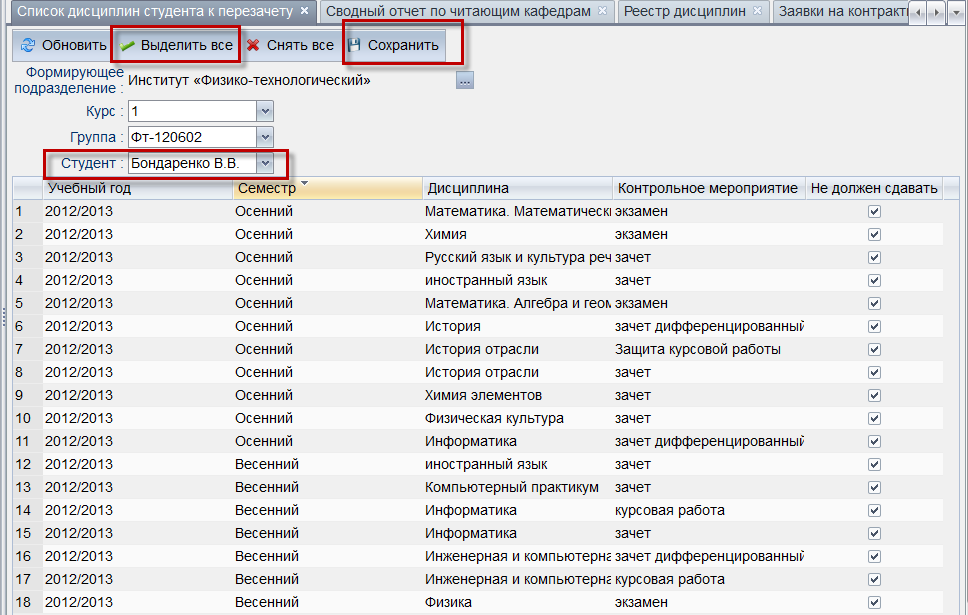 Список дисциплин студента к перезачету × Сводный отчет по читающим кафедрам Реестр дисциплин Заявки на контракт
Обновить Выделить все Снять все Сохранить
Формирующее подразделение : Институт «Физико-технологический» ...
Курс : 1
Группа : Фт-120602
Студент : Бондаренко В.В.
Учебный год Семестр Дисциплина Контрольное мероприятие Не должен сдавать
1 2012/2013 Осенний Математика. Математическ экзамен
2 2012/2013 Осенний Химия экзамен
3 2012/2013 Осенний Русский язык и культура реч зачет
4 2012/2013 Осенний иностранный язык зачет
5 2012/2013 Осенний Математика. Алгебра и геом экзамен
6 2012/2013 Осенний История зачет дифференцированный
7 2012/2013 Осенний История отрасли Защита курсовой работы
8 2012/2013 Осенний История отрасли зачет
9 2012/2013 Осенний Химия элементов зачет
10 2012/2013 Осенний Физическая культура зачет
11 2012/2013 Осенний Информатика зачет дифференцированный
12 2012/2013 Весенний иностранный язык зачет
13 2012/2013 Весенний Компьютерный практикум зачет
14 2012/2013 Весенний Информатика курсовая работа
15 2012/2013 Весенний Информатика зачет
16 2012/2013 Весенний Инженерная и компьютерна зачет дифференцированный
17 2012/2013 Весенний Инженерная и компьютерна курсовая работа
18 2012/2013 Весенний Физика экзамен